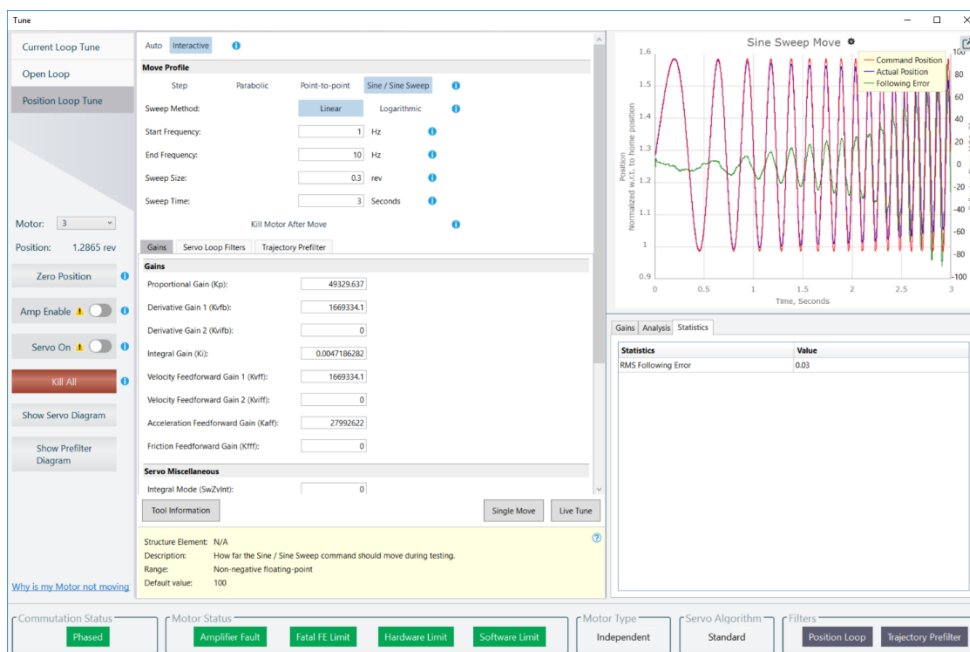 Tune
Current Loop Tune
Open Loop
Position Loop Tune
Motor: 3
Position: 1.2865 rev
Zero Position
Amp Enable
Servo On
Kill All
Show Servo Diagram
Show Prefilter
Diagram
Why is my Motor not moving
Auto Interactive
Move Profile
Step Parabolic Point-to-point Sine / Sine Sweep
Sweep Method: Linear Logarithmic
Start Frequency: 1 Hz
End Frequency: 10 Hz
Sweep Size: 0.3 rev
Sweep Time: 3 Seconds
Kill Motor After Move
Gains Servo Loop Filters Trajectory Prefilter
Gains
Proportional Gain (Kp): 49329.637
Derivative Gain 1 (Kvfb): 1669334.1
Derivative Gain 2 (Kvifb): 0
Integral Gain (Ki): 0.0047186282
Velocity Feedforward Gain 1 (Kvff): 1669334.1
Velocity Feedforward Gain 2 (Kviff): 0
Acceleration Feedforward Gain (Kaff): 27992622
Friction Feedforward Gain (Kfff): 0
Servo Miscellaneous
Integral Mode (SwZvInt): 0
Tool Information Single Move Live Tune
Structure Element: N/A
Description: How far the Sine / Sine Sweep command should move during testing.
Range: Non-negative floating-point
Default value: 100
Sine Sweep Move
Command Position
Actual Position
Following Error
Position
Normalized w.r.t. to home position
1.6
1.5
1.4
1.3
1.2
1.1
1
0.9
100
80
60
40
20
0
-20
-40
-60
-80
-100
0 0.5 1 1.5 2 2.5 3
Time, Seconds
Gains Analysis Statistics
Statistics Value
RMS Following Error 0.03
Commutation Status
Phased
Motor Status
Amplifier Fault Fatal FE Limit Hardware Limit Software Limit
Motor Type
Independent
Servo Algorithm
Standard
Filters
Position Loop Trajectory Prefilter